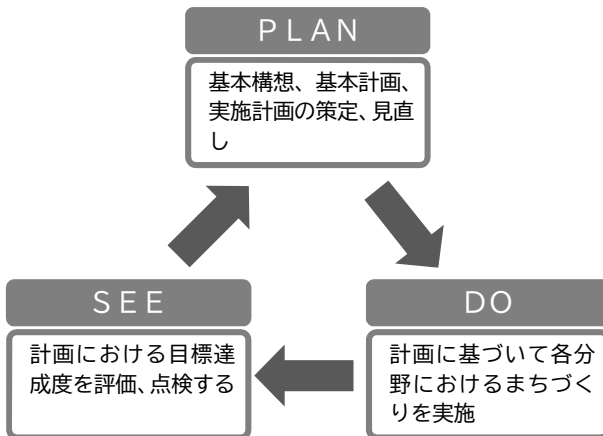 PLAN
基本構想、基本計画、
実施計画の策定、見直
し
SEE
計画における目標達
成度を評価、点検する
DO
計画に基づいて各分
野におけるまちづく
りを実施